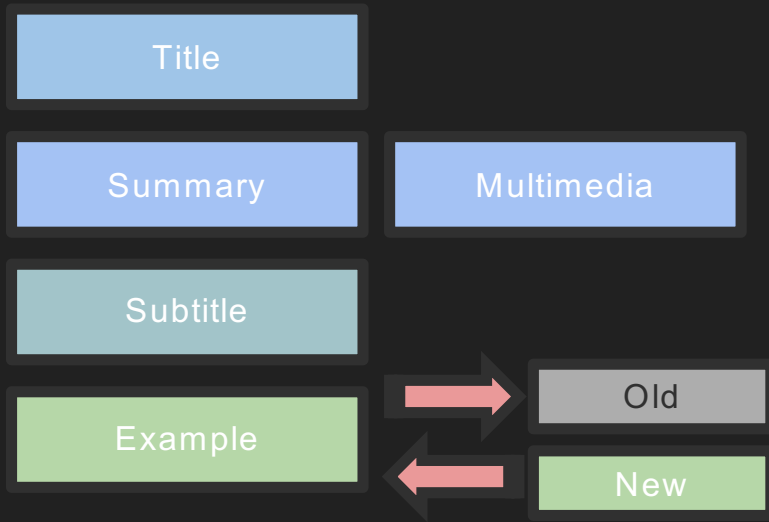 Title
Summary
Multimedia
Subtitle
Example
Old
New